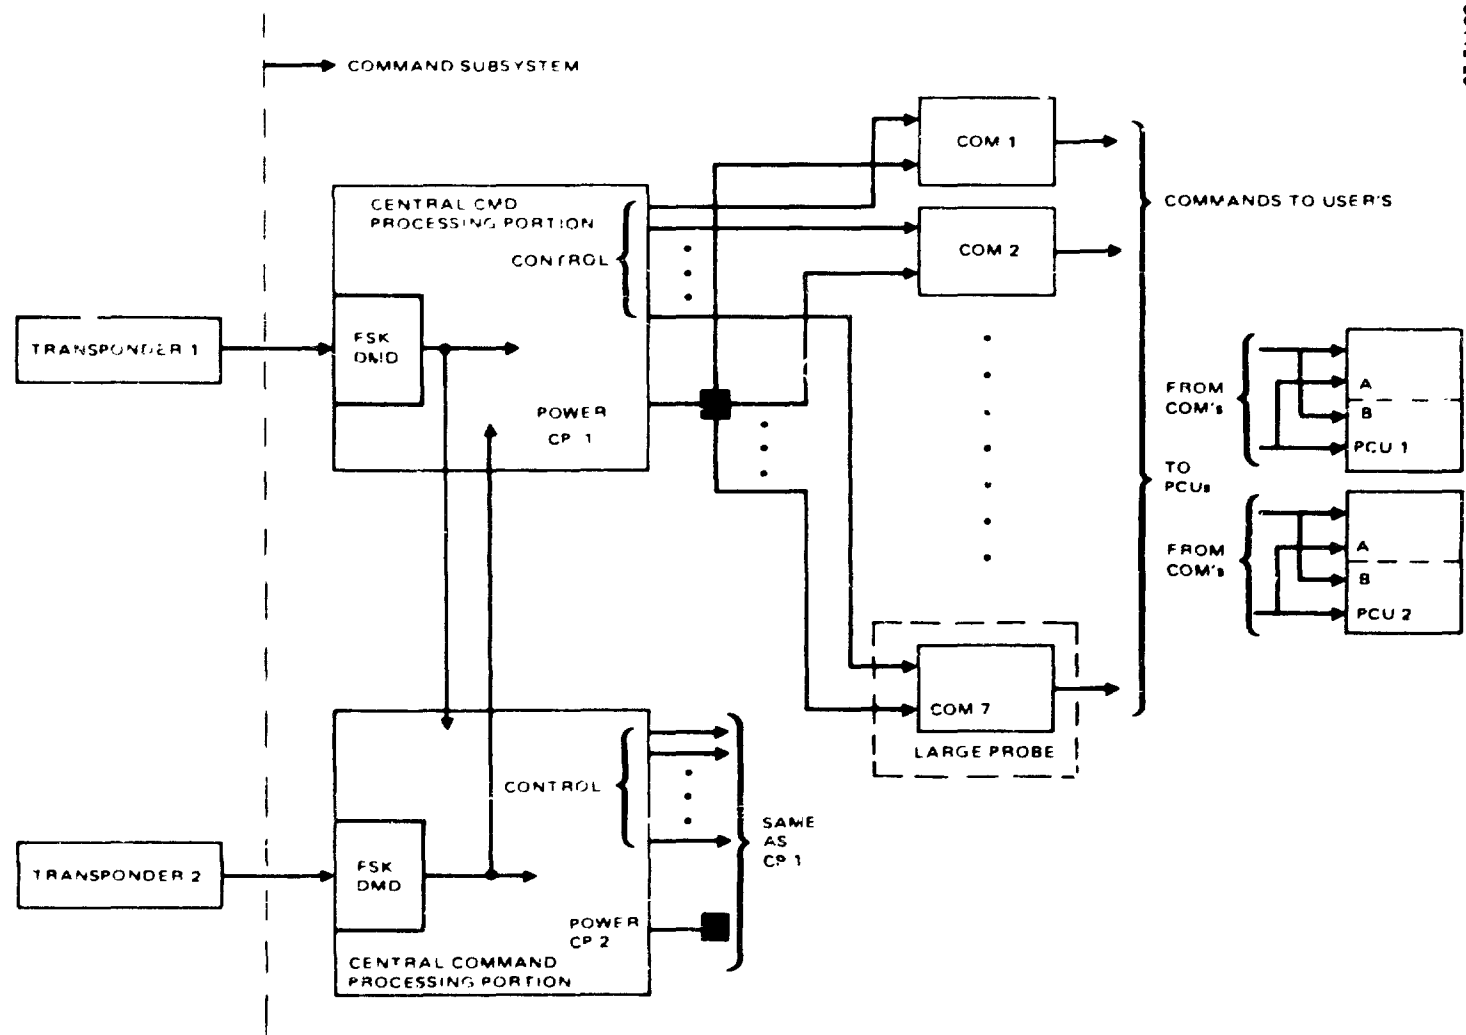 COMMAND SUBSYSTEM
CENTRAL CMD
PROCESSING PORTION
CONTROL
TRANSPONDER 1
FSK
DMD
POWER
CP 1
COM 1
COM 2
COM 7
LARGE PROBE
COMMANDS TO USER'S
TO
PCUs
FROM
COM's
A
B
PCU 1
FROM
COM's
A
B
PCU 2
CONTROL
TRANSPONDER 2
FSK
DMD
POWER
CP 2
CENTRAL COMMAND
PROCESSING PORTION
SAME
AS
CP 1